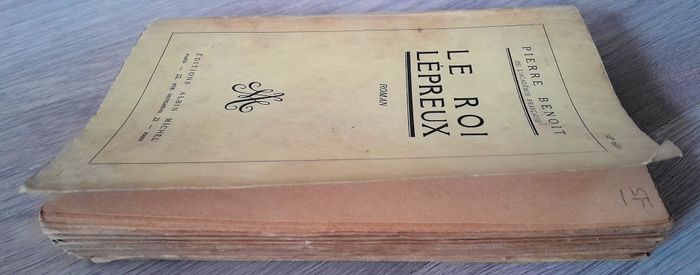 PIERRE BENOIT
DE L'ACADÉMIE FRANÇAISE
LE ROI
LÉPREUX
ROMAN
ÉDITIONS ALBIN MICHEL
PARIS — 22, RUE HUYGHENS, 22 — PARIS